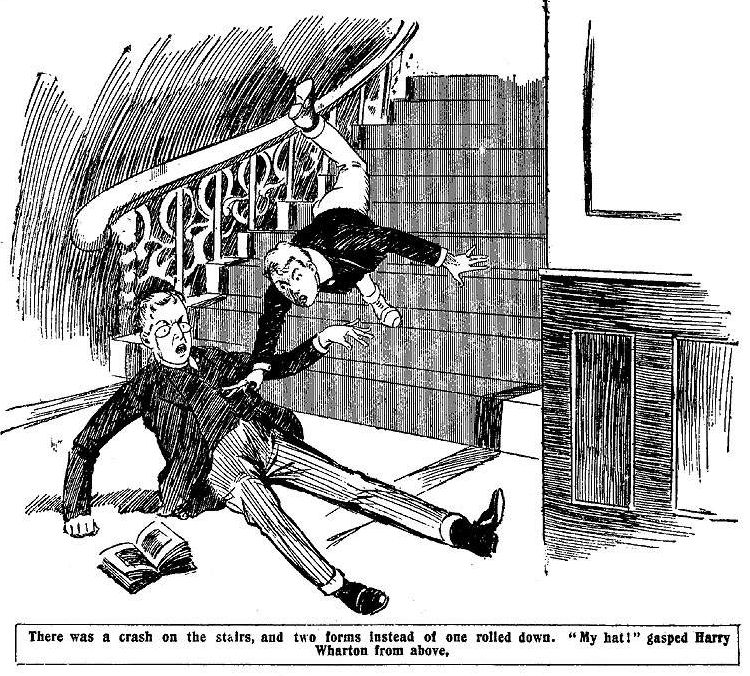 There was a crash on the stairs, and two forms instead of one rolled down. "My hat!" gasped Harry
Wharton from above.